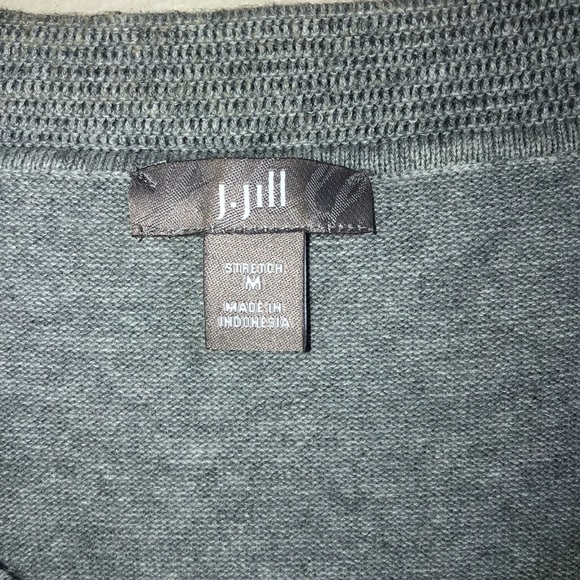 J.Jill
STRETCH
M
MADE IN
INDONESIA